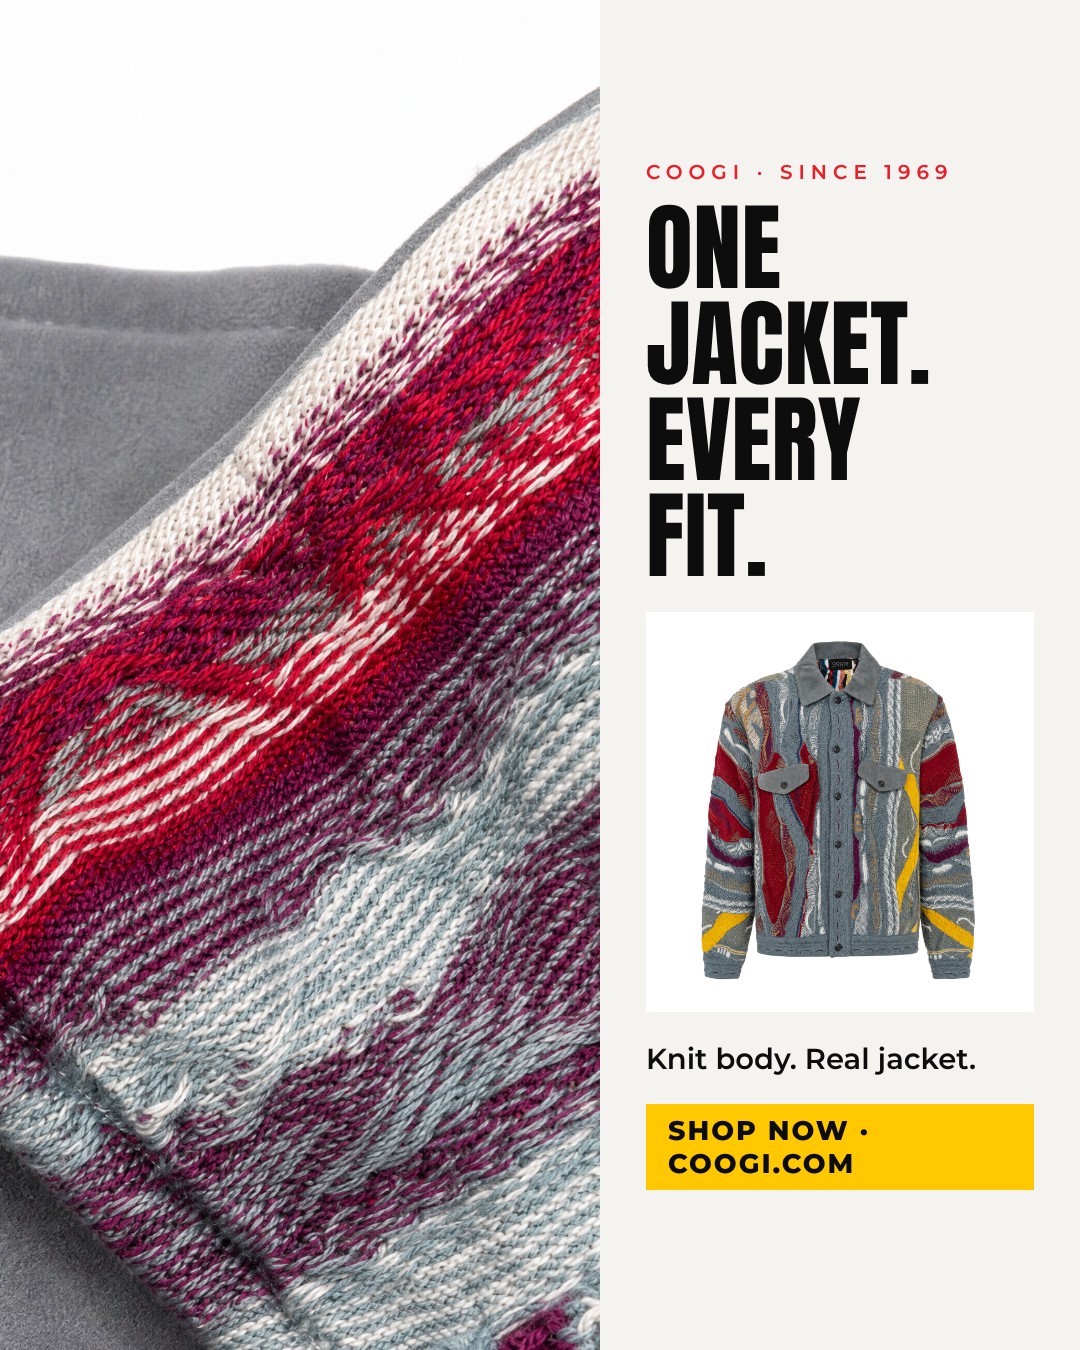 COOGI · SINCE 1969
ONE
JACKET.
EVERY
FIT.
Knit body. Real jacket.
SHOP NOW ·
COOGI.COM